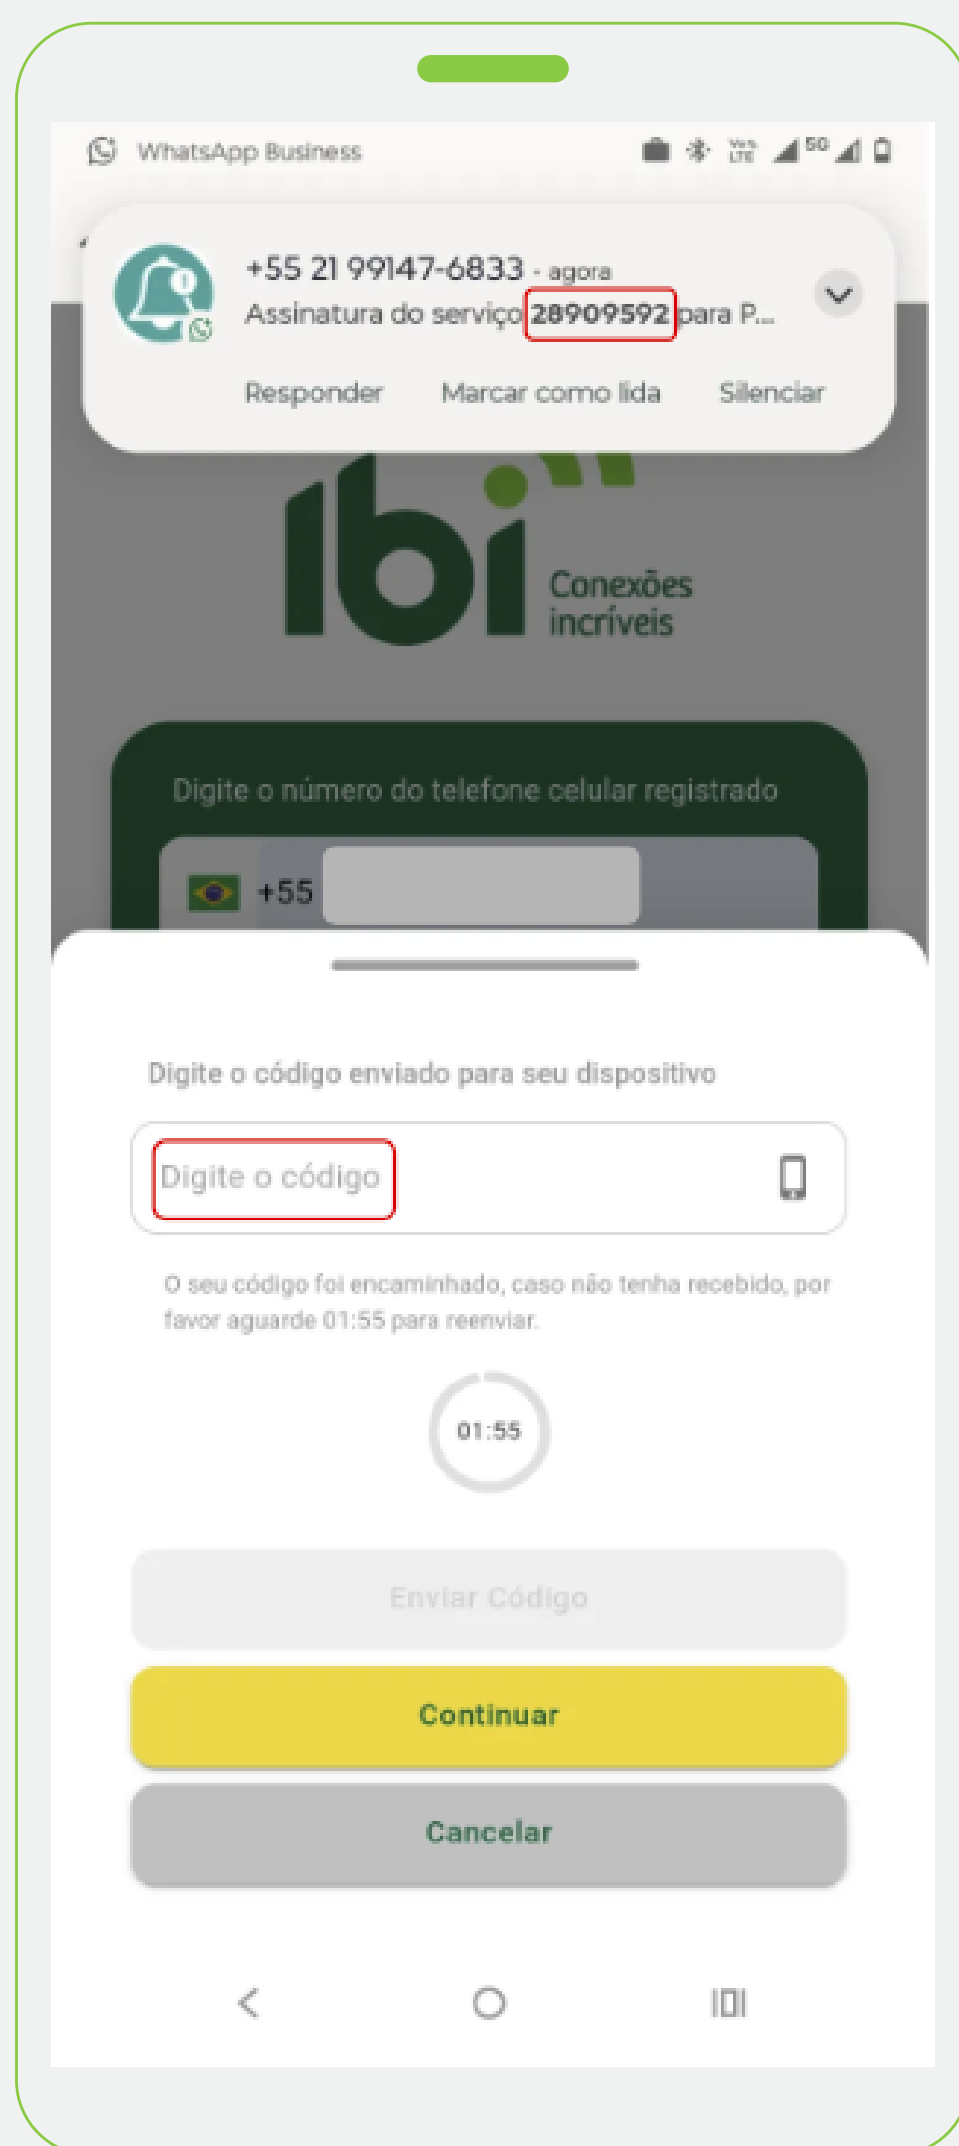 WhatsApp Business
VoLTE 5G
+55 21 99147-6833 - agora
Assinatura do serviço 28909592 para P...
Responder Marcar como lida Silenciar
Ibi
Conexões
incríveis
Digite o número do telefone celular registrado
+55
Digite o código enviado para seu dispositivo
Digite o código
O seu código foi encaminhado, caso não tenha recebido, por
favor aguarde 01:55 para reenviar.
01:55
Enviar Código
Continuar
Cancelar